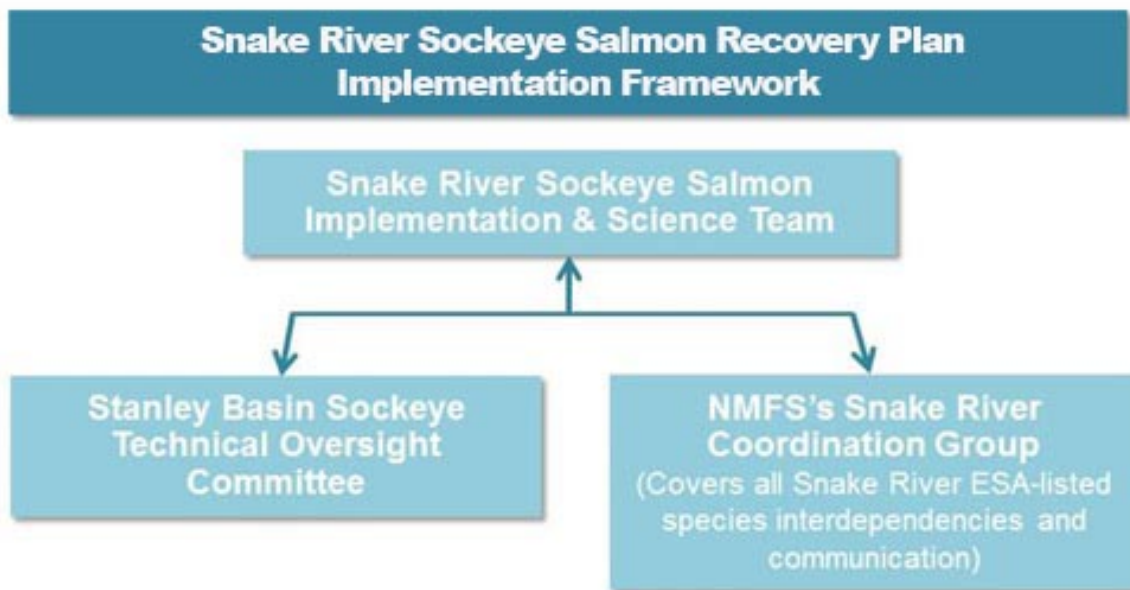 Snake River Sockeye Salmon Recovery Plan
Implementation Framework
Snake River Sockeye Salmon
Implementation & Science Team
Stanley Basin Sockeye
Technical Oversight
Committee
NMFS's Snake River
Coordination Group
(Covers all Snake River ESA-listed
species interdependencies and
communication)